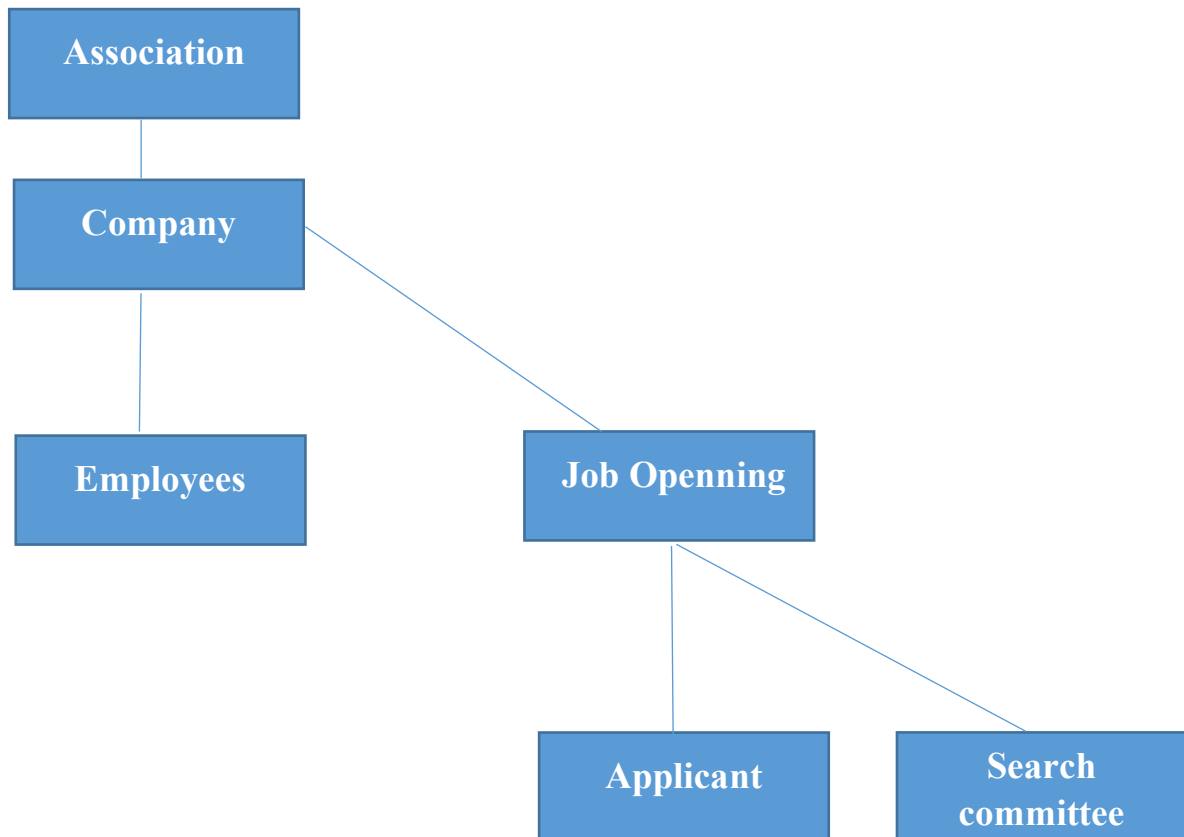 Association
Company
Employees
Job Openning
Applicant
Search
committee